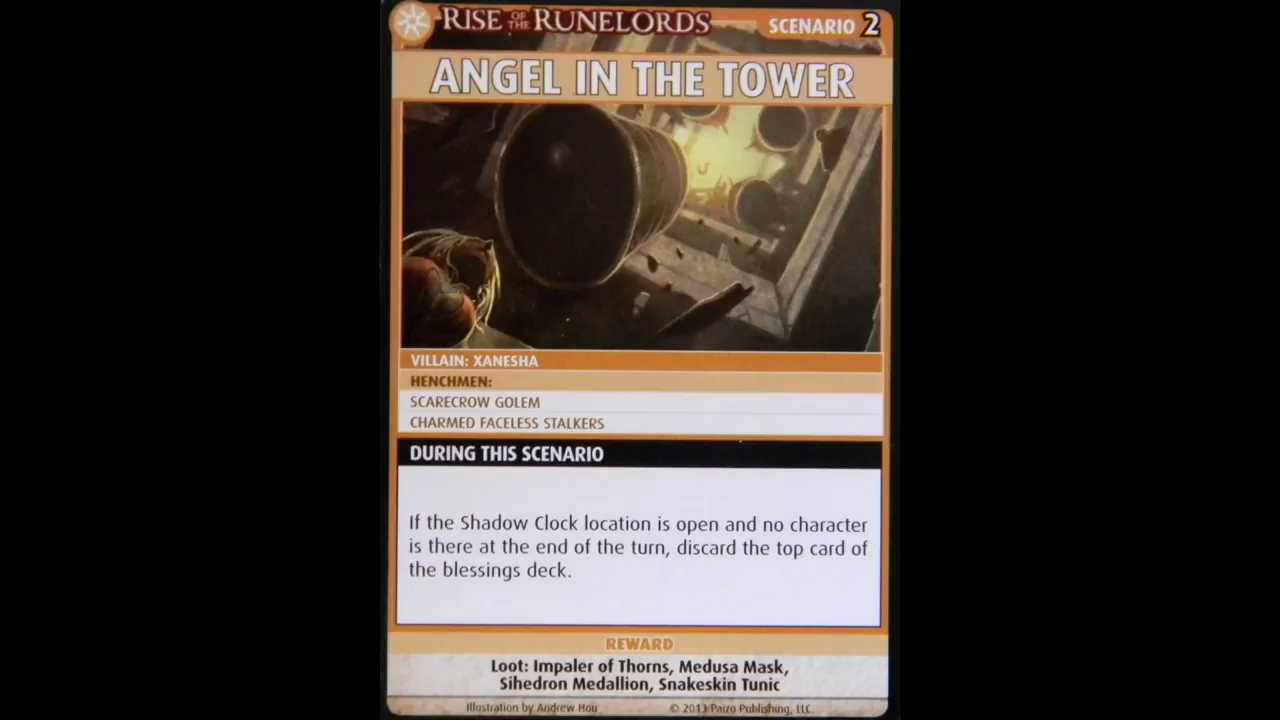 RISE OF THE RUNELORDS
SCENARIO 2
ANGEL IN THE TOWER
VILLAIN: XANESHA
HENCHMEN:
SCARECROW GOLEM
CHARMED FACELESS STALKERS
DURING THIS SCENARIO
If the Shadow Clock location is open and no character
is there at the end of the turn, discard the top card of
the blessings deck.
REWARD
Loot: Impaler of Thorns, Medusa Mask,
Sihedron Medallion, Snakeskin Tunic
Illustration by Andrew Hou © 2013 Paizo Publishing, LLC